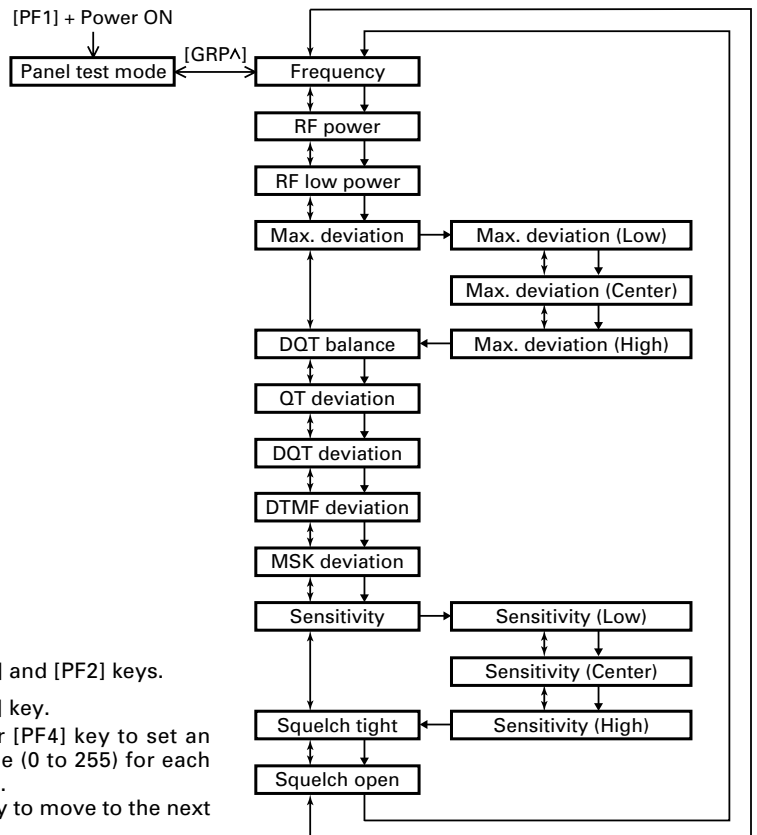 [PF1] + Power ON
[GRP˄]
Panel test mode
Frequency
RF power
RF low power
Max. deviation
Max. deviation (Low)
Max. deviation (Center)
DQT balance
Max. deviation (High)
QT deviation
DQT deviation
DTMF deviation
MSK deviation
Sensitivity
Sensitivity (Low)
Sensitivity (Center)
Squelch tight
Sensitivity (High)
Squelch open
] and [PF2] keys.
] key.
r [PF4] key to set an
e (0 to 255) for each
.
y to move to the next